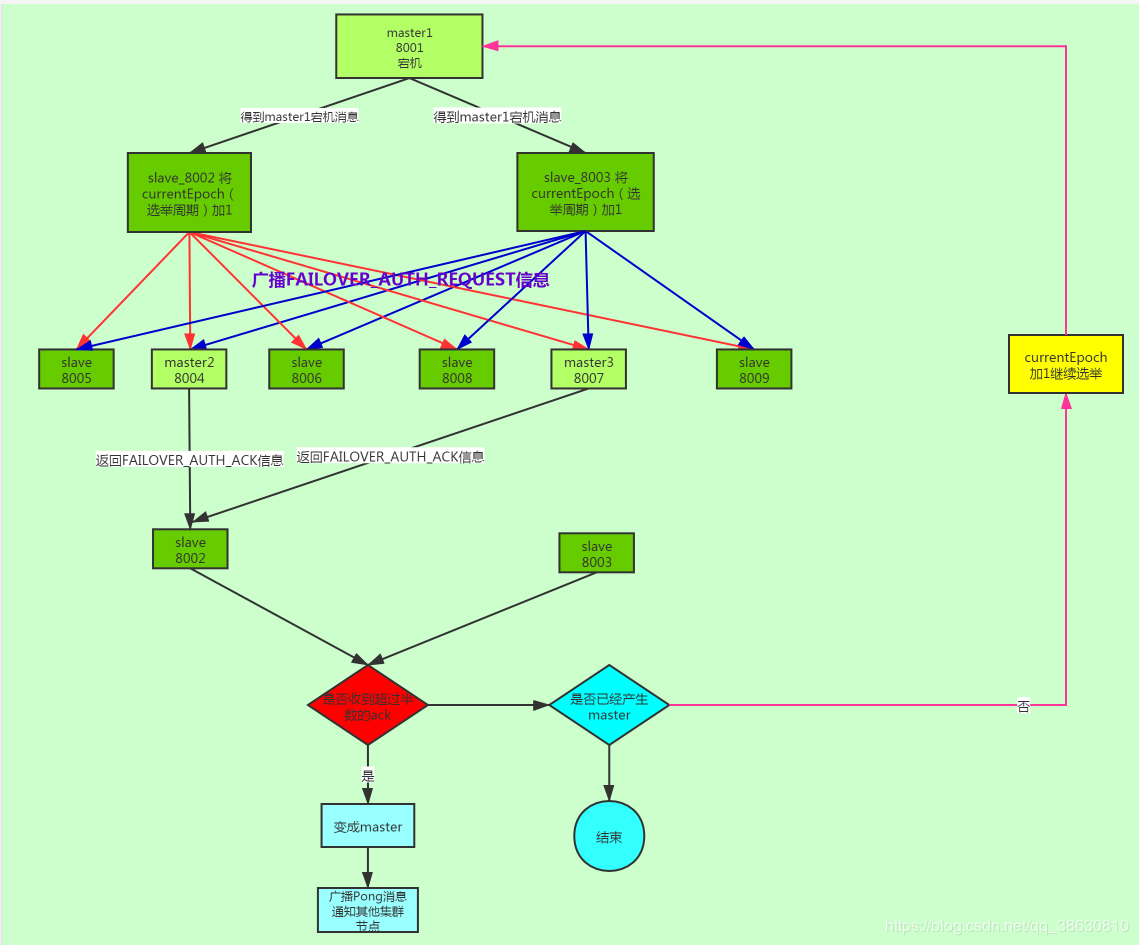 master1
8001
宕机
得到master1宕机消息
得到master1宕机消息
slave_8002 将
currentEpoch（
选举周期）加1
slave_8003 将
currentEpoch（选
举周期）加1
广播FAILOVER_AUTH_REQUEST信息
slave
8005
master2
8004
slave
8006
slave
8008
master3
8007
slave
8009
currentEpoch
加1继续选举
返回FAILOVER_AUTH_ACK信息
返回FAILOVER_AUTH_ACK信息
slave
8002
slave
8003
是否收到超过半
数的ack
是否已经产生
master
否
是
变成master
结束
广播Pong消息
通知其他集群
节点
https://blog.csdn.net/qq_38630810